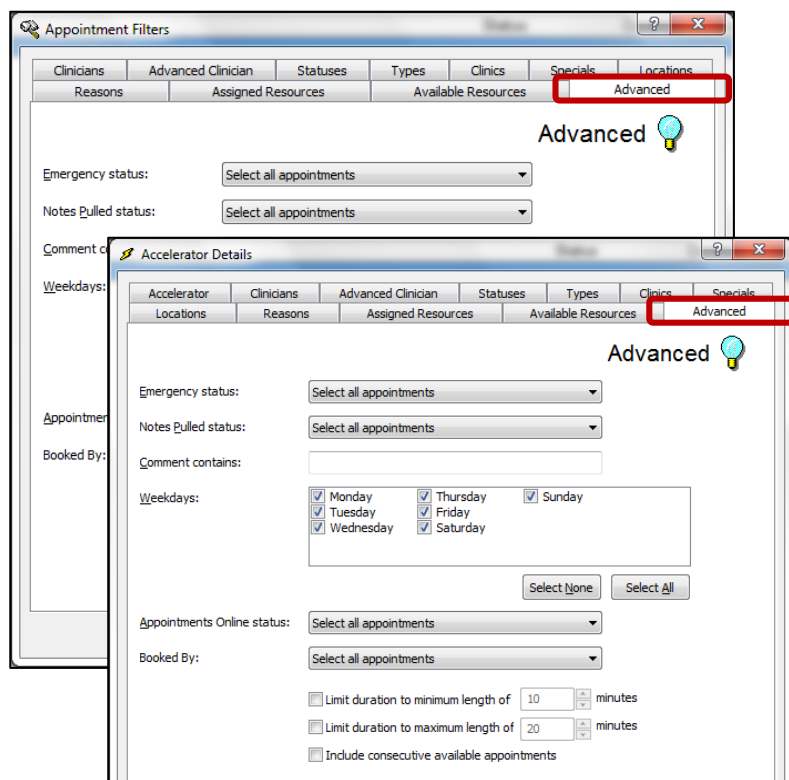 Appointment Filters
Clinicians Advanced Clinician Statuses Types Clinics Specials Locations
Reasons Assigned Resources Available Resources Advanced
Advanced
Emergency status: Select all appointments
Notes Pulled status: Select all appointments
Comment co
Weekdays:
Appointmen
Booked By:
Accelerator Details
Accelerator Clinicians Advanced Clinician Statuses Types Clinics Specials
Locations Reasons Assigned Resources Available Resources Advanced
Advanced
Emergency status: Select all appointments
Notes Pulled status: Select all appointments
Comment contains:
Weekdays: Monday Thursday Sunday
Tuesday Friday
Wednesday Saturday
Select None Select All
Appointments Online status: Select all appointments
Booked By: Select all appointments
Limit duration to minimum length of 10 minutes
Limit duration to maximum length of 20 minutes
Include consecutive available appointments